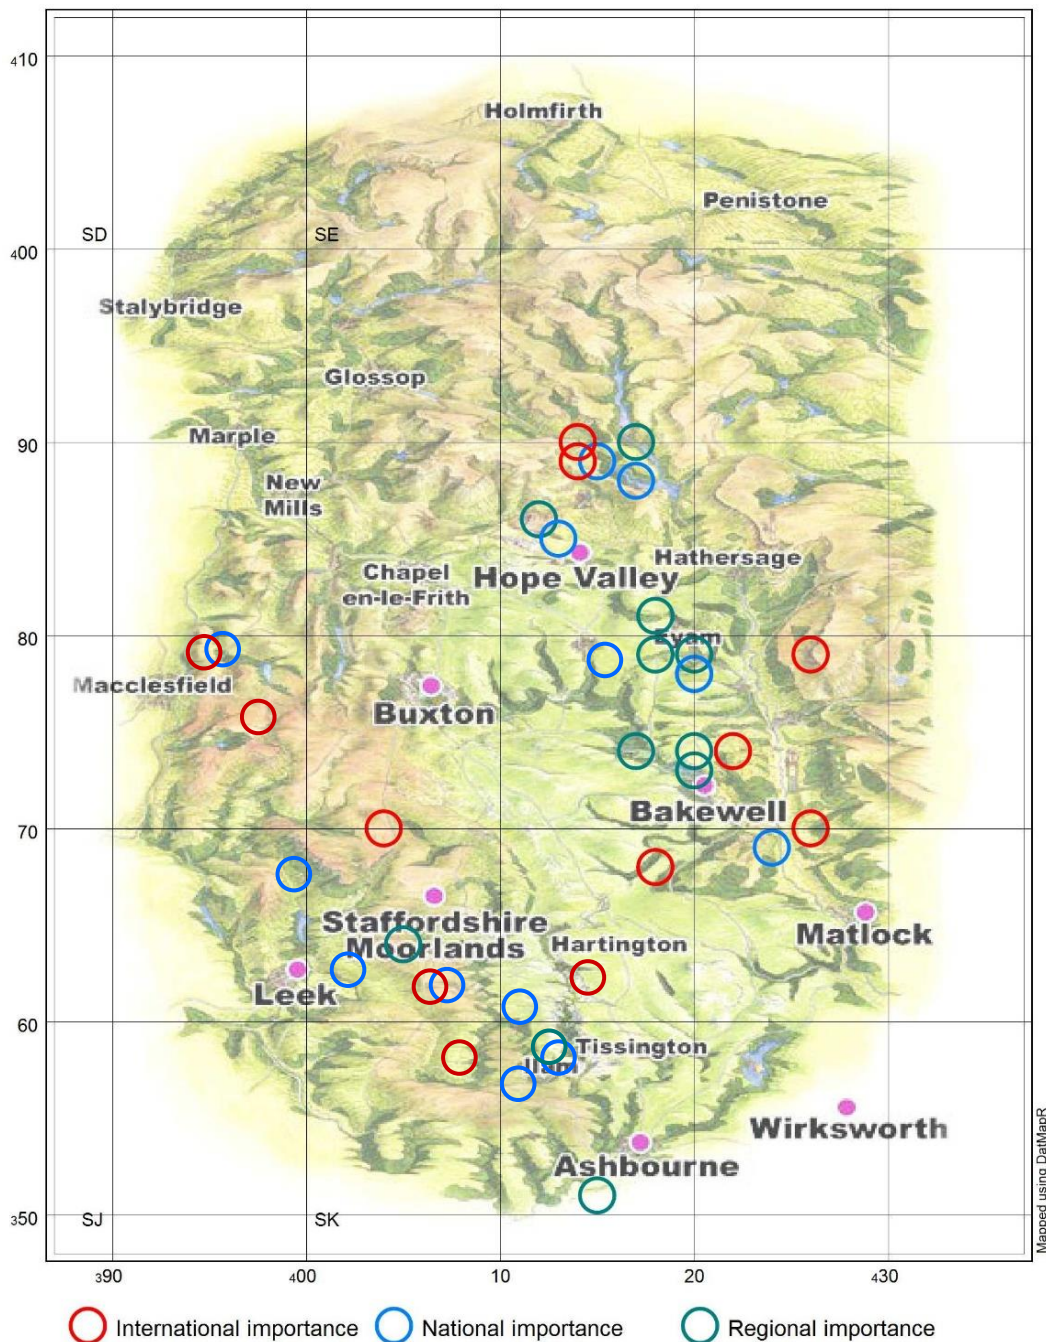 410
Holmfirth
Penistone
SD
SE
400
Stalybridge
Glossop
Marple
90
New
Mills
Hathersage
Chapel
en-le-Frith
Hope Valley
80
Eyam
Macclesfield
Buxton
Bakewell
70
Staffordshire
Moorlands
Hartington
Matlock
Leek
60
Tissington
Ilam
Wirksworth
Ashbourne
350
SJ
SK
Mapped using DatMapR
390
400
10
20
430
International importance
National importance
Regional importance